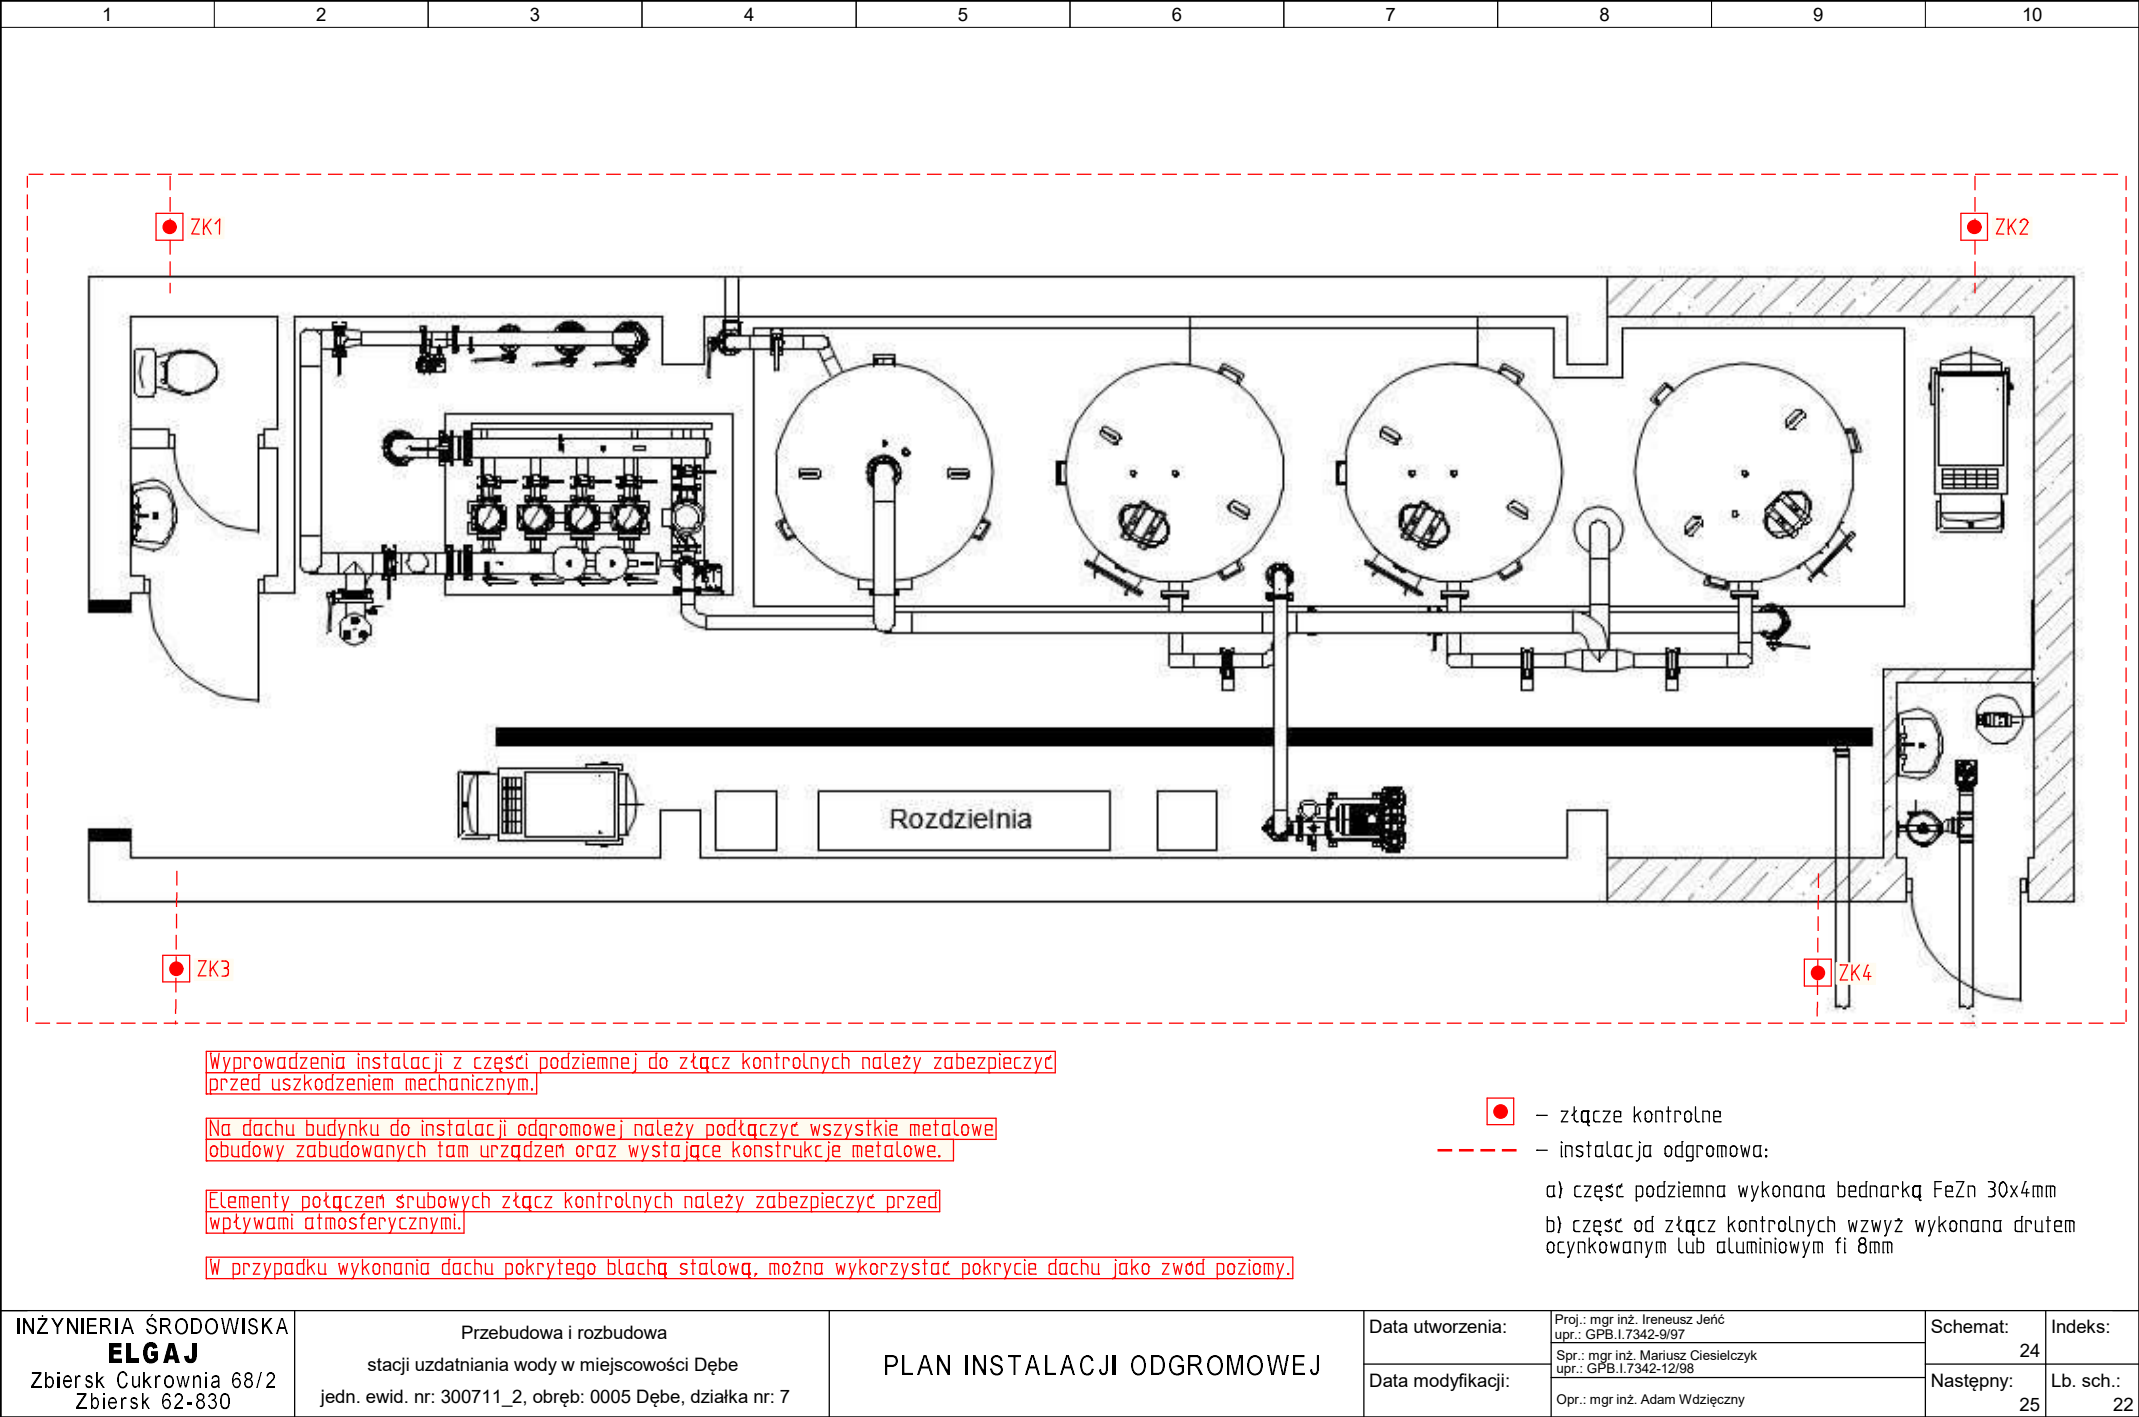 1 2 3 4 5 6 7 8 9 10
ZK1
ZK2
Rozdzielnia
ZK3
ZK4
Wyprowadzenia instalacji z części podziemnej do złącz kontrolnych należy zabezpieczyć
przed uszkodzeniem mechanicznym.
Na dachu budynku do instalacji odgromowej należy podłączyć wszystkie metalowe
obudowy zabudowanych tam urządzeń oraz wystające konstrukcje metalowe.
Elementy połączeń śrubowych złącz kontrolnych należy zabezpieczyć przed
wpływami atmosferycznymi.
W przypadku wykonania dachu pokrytego blachą stalową, można wykorzystać pokrycie dachu jako zwód poziomy.
– złącze kontrolne
– instalacja odgromowa:
a) część podziemna wykonana bednarką FeZn 30x4mm
b) część od złącz kontrolnych wzwyż wykonana drutem
ocynkowanym lub aluminiowym fi 8mm
INŻYNIERIA ŚRODOWISKA
ELGAJ
Zbiersk Cukrownia 68/2
Zbiersk 62-830
Przebudowa i rozbudowa
stacji uzdatniania wody w miejscowości Dębe
jedn. ewid. nr: 300711_2, obręb: 0005 Dębe, działka nr: 7
PLAN INSTALACJI ODGROMOWEJ
Data utworzenia:
Data modyfikacji:
Proj.: mgr inż. Ireneusz Jeńć
upr.: GPB.I.7342-9/97
Spr.: mgr inż. Mariusz Ciesielczyk
upr.: GPB.I.7342-12/98
Opr.: mgr inż. Adam Wdzięczny
Schemat:
24
Indeks:
Następny:
25
Lb. sch.:
22